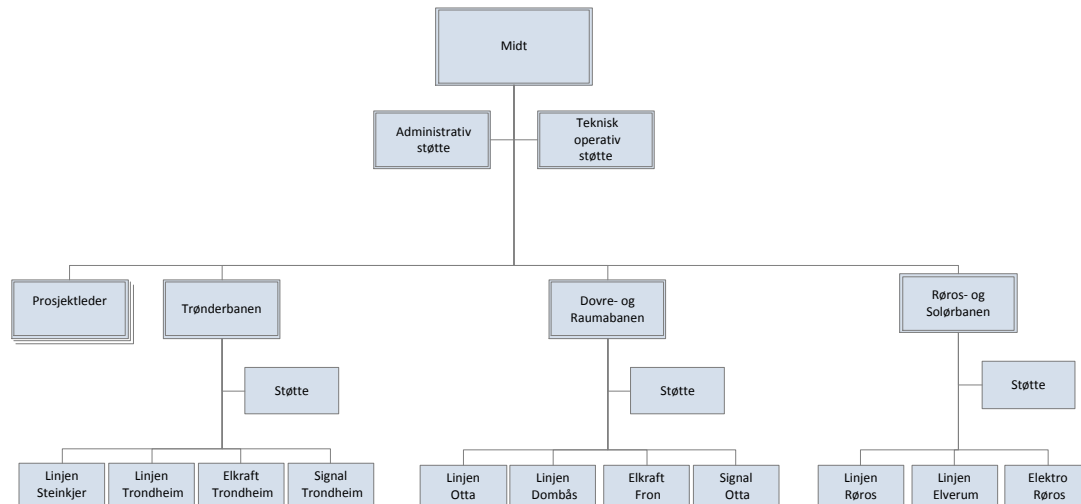 Midt
Administrativ
støtte
Teknisk
operativ
støtte
Prosjektleder
Trønderbanen
Dovre- og
Raumabanen
Røros- og
Solørbanen
Støtte
Støtte
Støtte
Linjen
Steinkjer
Linjen
Trondheim
Elkraft
Trondheim
Signal
Trondheim
Linjen
Otta
Linjen
Dombås
Elkraft
Fron
Signal
Otta
Linjen
Røros
Linjen
Elverum
Elektro
Røros